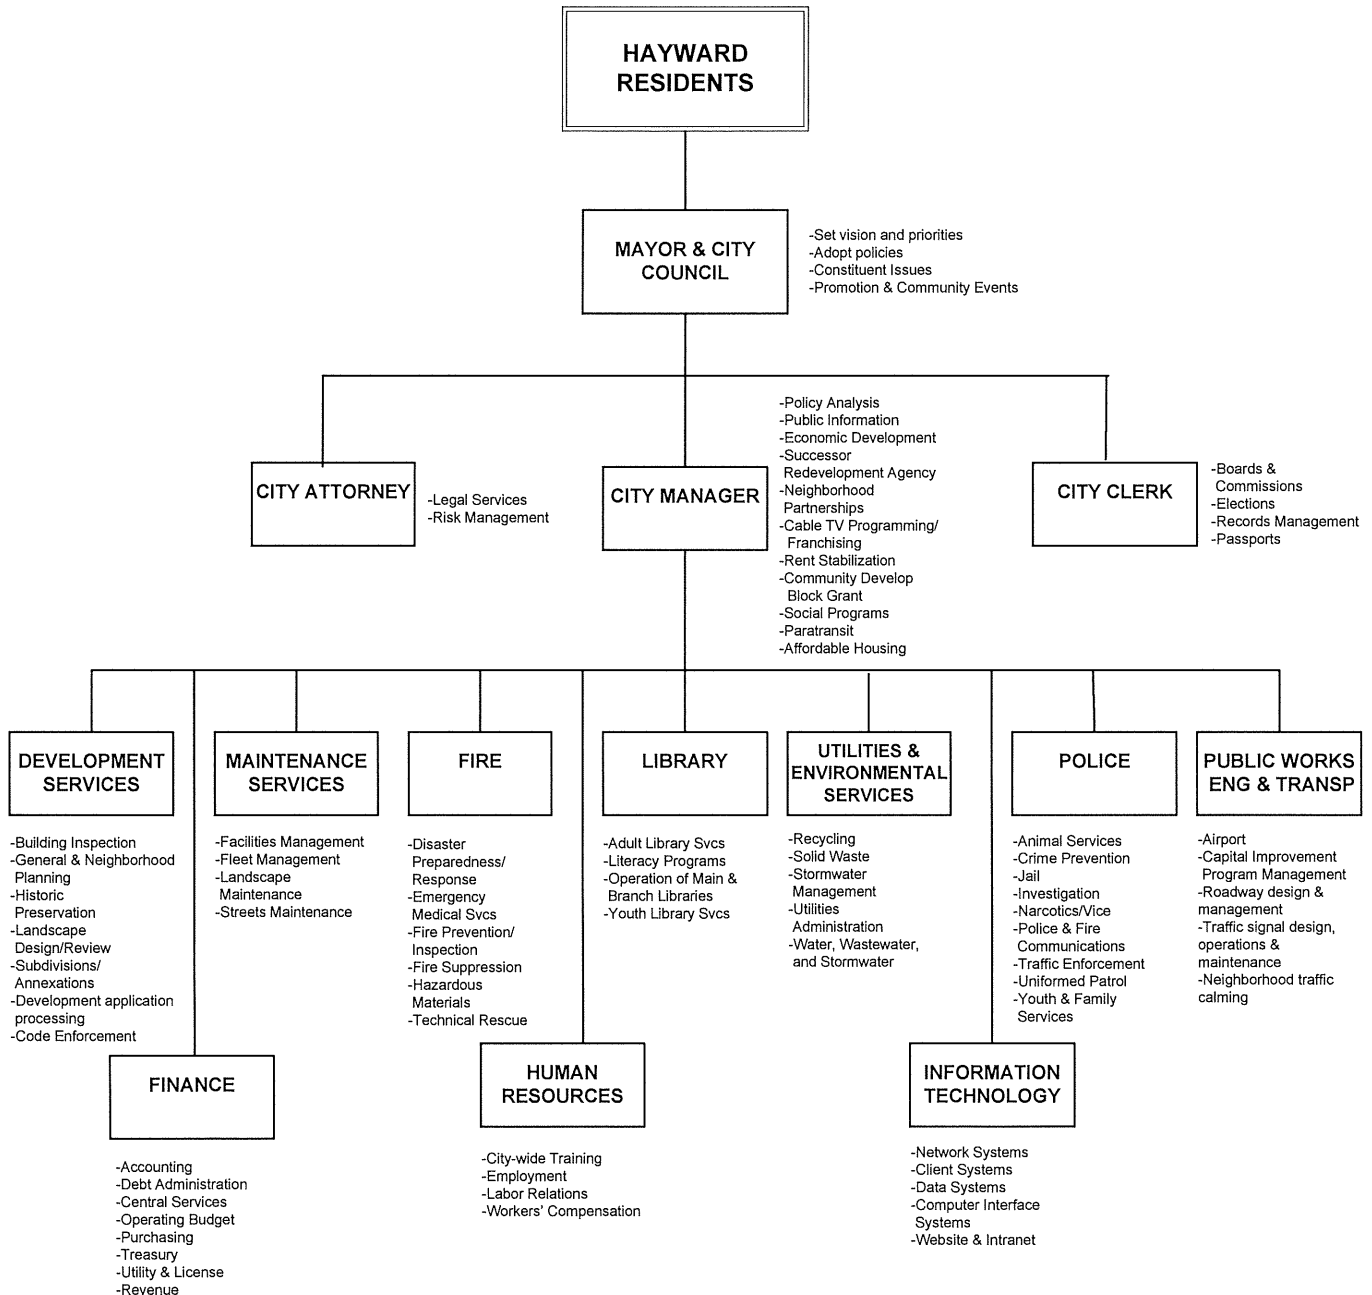 HAYWARD
RESIDENTS
MAYOR & CITY
COUNCIL
-Set vision and priorities
-Adopt policies
-Constituent Issues
-Promotion & Community Events
CITY ATTORNEY
-Legal Services
-Risk Management
CITY MANAGER
-Policy Analysis
-Public Information
-Economic Development
-Successor
Redevelopment Agency
-Neighborhood
Partnerships
-Cable TV Programming/
Franchising
-Rent Stabilization
-Community Develop
Block Grant
-Social Programs
-Paratransit
-Affordable Housing
CITY CLERK
-Boards &
Commissions
-Elections
-Records Management
-Passports
DEVELOPMENT
SERVICES
-Building Inspection
-General & Neighborhood
Planning
-Historic
Preservation
-Landscape
Design/Review
-Subdivisions/
Annexations
-Development application
processing
-Code Enforcement
MAINTENANCE
SERVICES
-Facilities Management
-Fleet Management
-Landscape
Maintenance
-Streets Maintenance
FIRE
-Disaster
Preparedness/
Response
-Emergency
Medical Svcs
-Fire Prevention/
Inspection
-Fire Suppression
-Hazardous
Materials
-Technical Rescue
LIBRARY
-Adult Library Svcs
-Literacy Programs
-Operation of Main &
Branch Libraries
-Youth Library Svcs
UTILITIES &
ENVIRONMENTAL
SERVICES
-Recycling
-Solid Waste
-Stormwater
Management
-Utilities
Administration
-Water, Wastewater,
and Stormwater
POLICE
-Animal Services
-Crime Prevention
-Jail
-Investigation
-Narcotics/Vice
-Police & Fire
Communications
-Traffic Enforcement
-Uniformed Patrol
-Youth & Family
Services
PUBLIC WORKS
ENG & TRANSP
-Airport
-Capital Improvement
Program Management
-Roadway design &
management
-Traffic signal design,
operations &
maintenance
-Neighborhood traffic
calming
FINANCE
-Accounting
-Debt Administration
-Central Services
-Operating Budget
-Purchasing
-Treasury
-Utility & License
-Revenue
HUMAN
RESOURCES
-City-wide Training
-Employment
-Labor Relations
-Workers' Compensation
INFORMATION
TECHNOLOGY
-Network Systems
-Client Systems
-Data Systems
-Computer Interface
Systems
-Website & Intranet